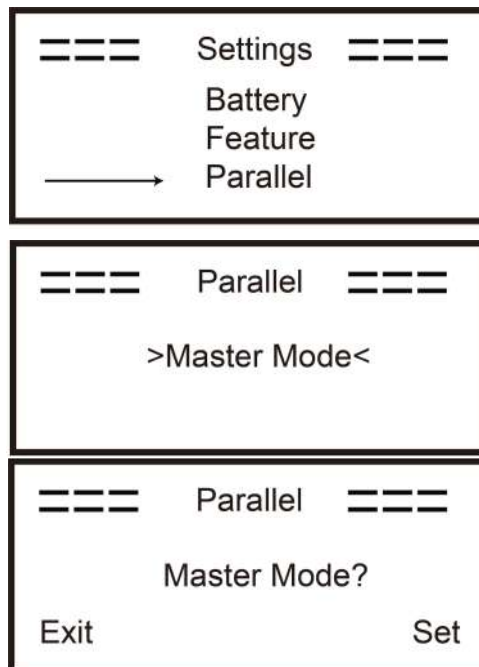 === Settings ===
Battery
Feature
Parallel
=== Parallel ===
>Master Mode<
=== Parallel ===
Master Mode?
Exit Set